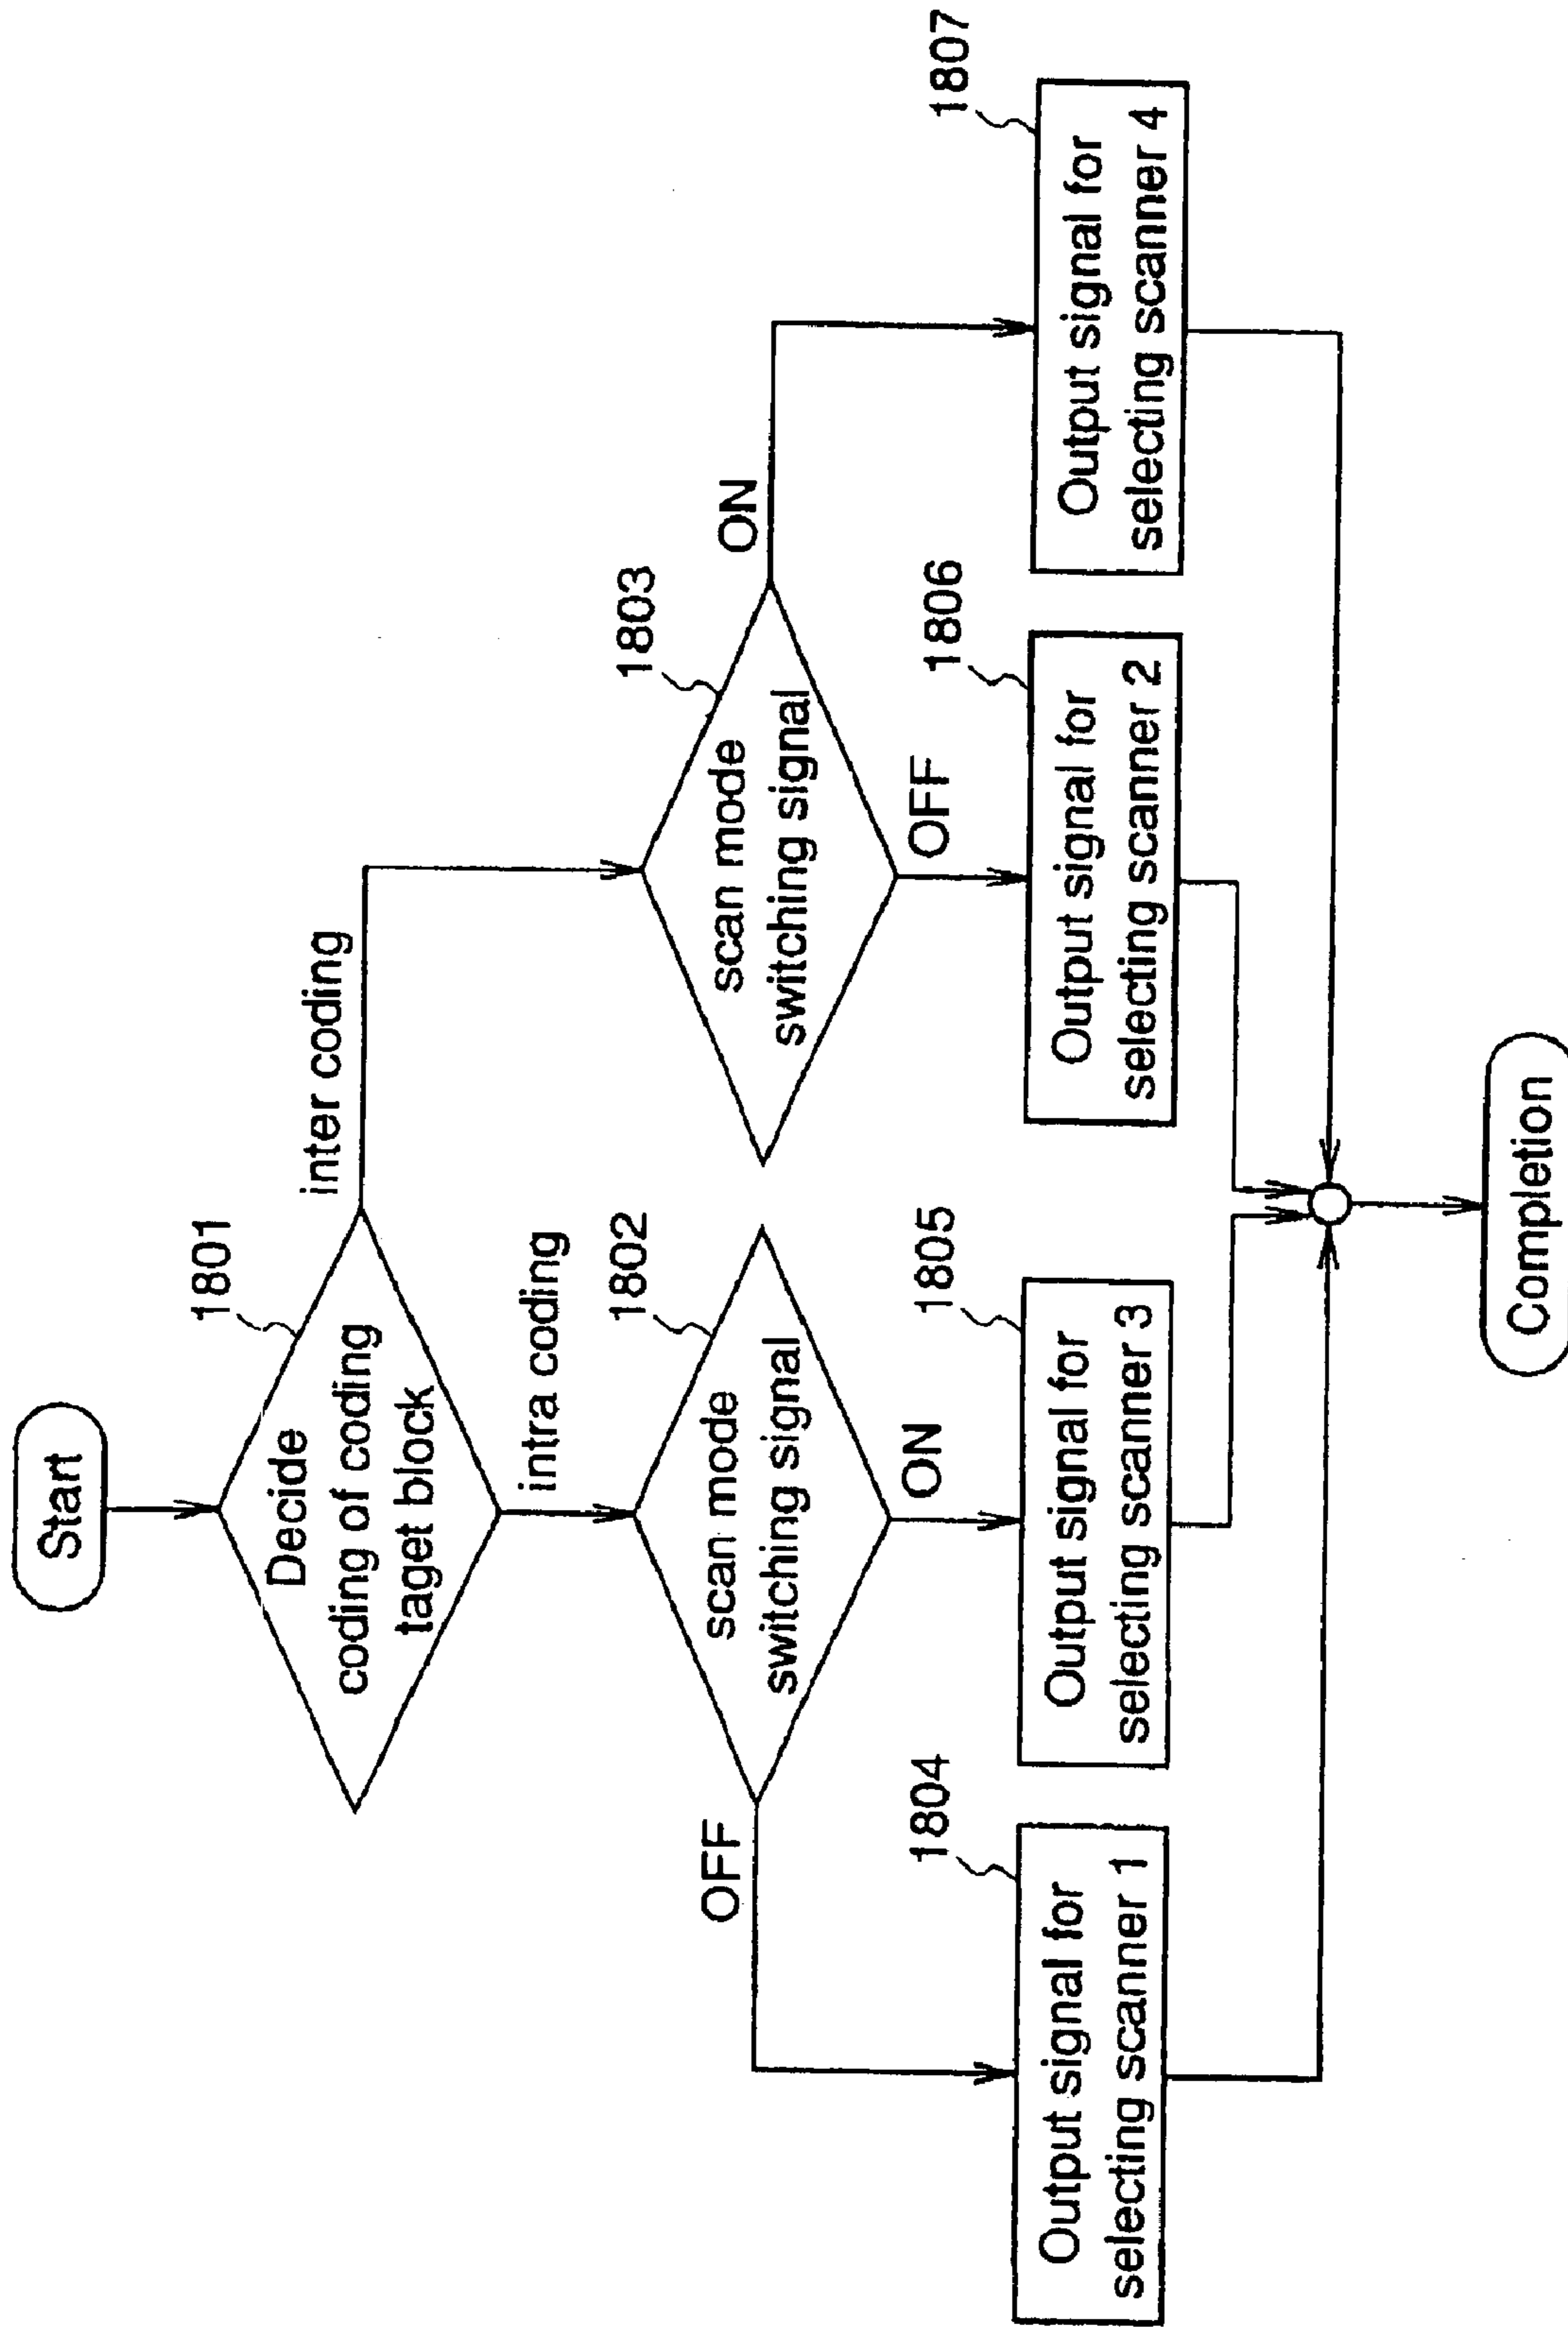 Start
1801
Decide
coding of coding
taget block
inter coding
intra coding
1802
scan mode
switching signal
OFF
ON
1803
scan mode
switching signal
ON
OFF
1804
Output signal for
selecting scanner 1
1805
Output signal for
selecting scanner 3
1806
Output signal for
selecting scanner 2
1807
Output signal for
selecting scanner 4
Completion